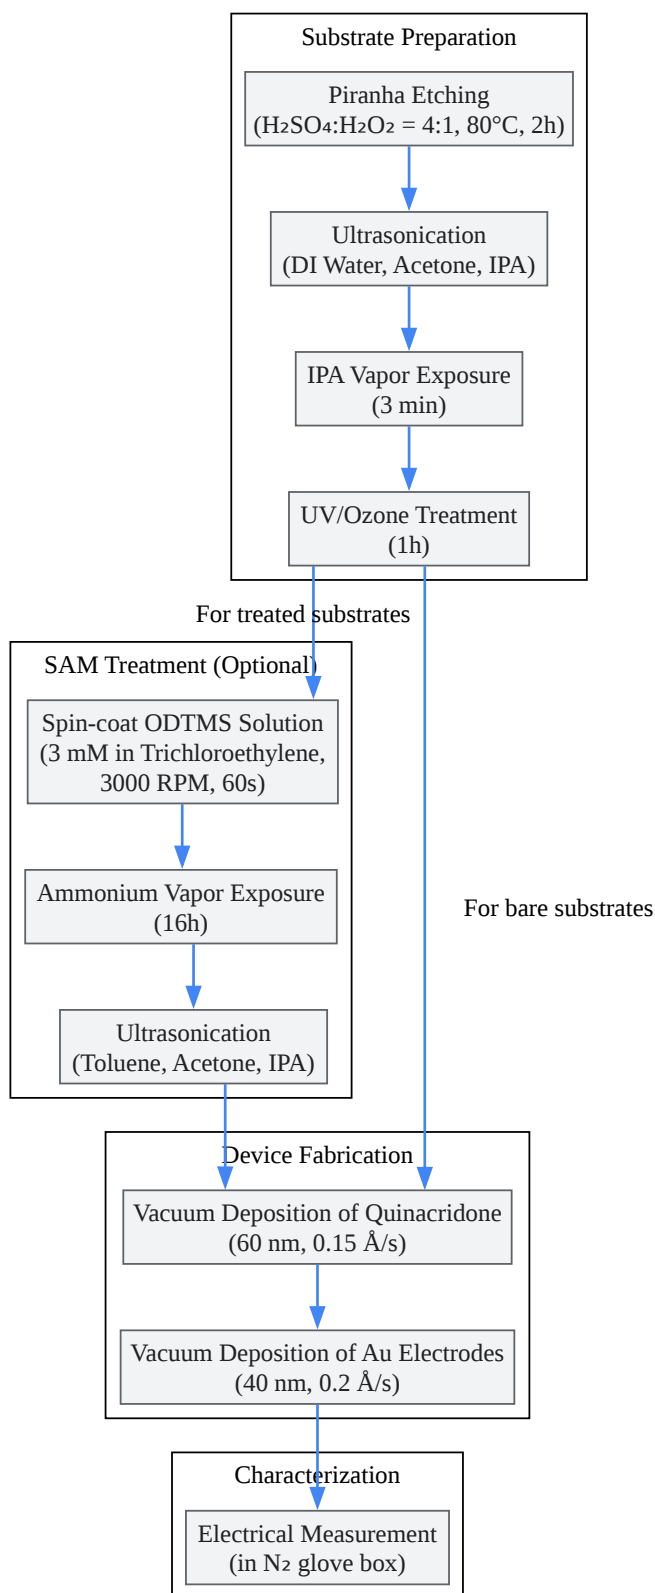 Substrate Preparation
Piranha Etching
(H₂SO₄:H₂O₂ = 4:1, 80°C, 2h)
Ultrasonication
(DI Water, Acetone, IPA)
IPA Vapor Exposure
(3 min)
UV/Ozone Treatment
(1h)
For treated substrates
SAM Treatment (Optional)
Spin-coat ODTMS Solution
(3 mM in Trichloroethylene,
3000 RPM, 60s)
Ammonium Vapor Exposure
(16h)
For bare substrates
Ultrasonication
(Toluene, Acetone, IPA)
Device Fabrication
Vacuum Deposition of Quinacridone
(60 nm, 0.15 Å/s)
Vacuum Deposition of Au Electrodes
(40 nm, 0.2 Å/s)
Characterization
Electrical Measurement
(in N₂ glove box)